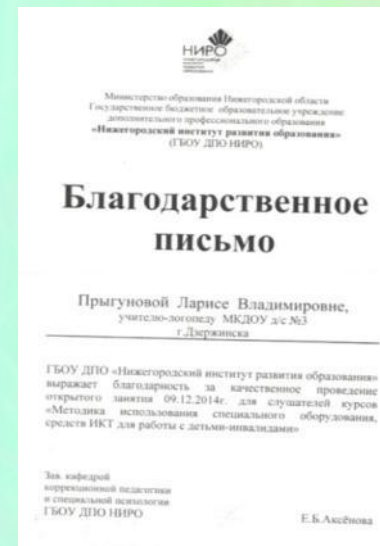 НИРО
Министерство образования Нижегородской области
Государственное бюджетное образовательное учреждение
дополнительного профессионального образования
«Нижегородский институт развития образования»
(ГБОУ ДПО НИРО)
Благодарственное
письмо
Прыгуновой Ларисе Владимировне,
учителю-логопеду МКДОУ д/с №3
г.Дзержинска
ГБОУ ДПО «Нижегородский институт развития образования»
выражает благодарность за качественное проведение
открытого занятия 09.12.2014г. для слушателей курсов
«Методика использования специального оборудования,
средств ИКТ для работы с детьми-инвалидами»
Зав. кафедрой
коррекционной педагогики
и специальной психологии
ГБОУ ДПО НИРО
Е.Б.Аксёнова